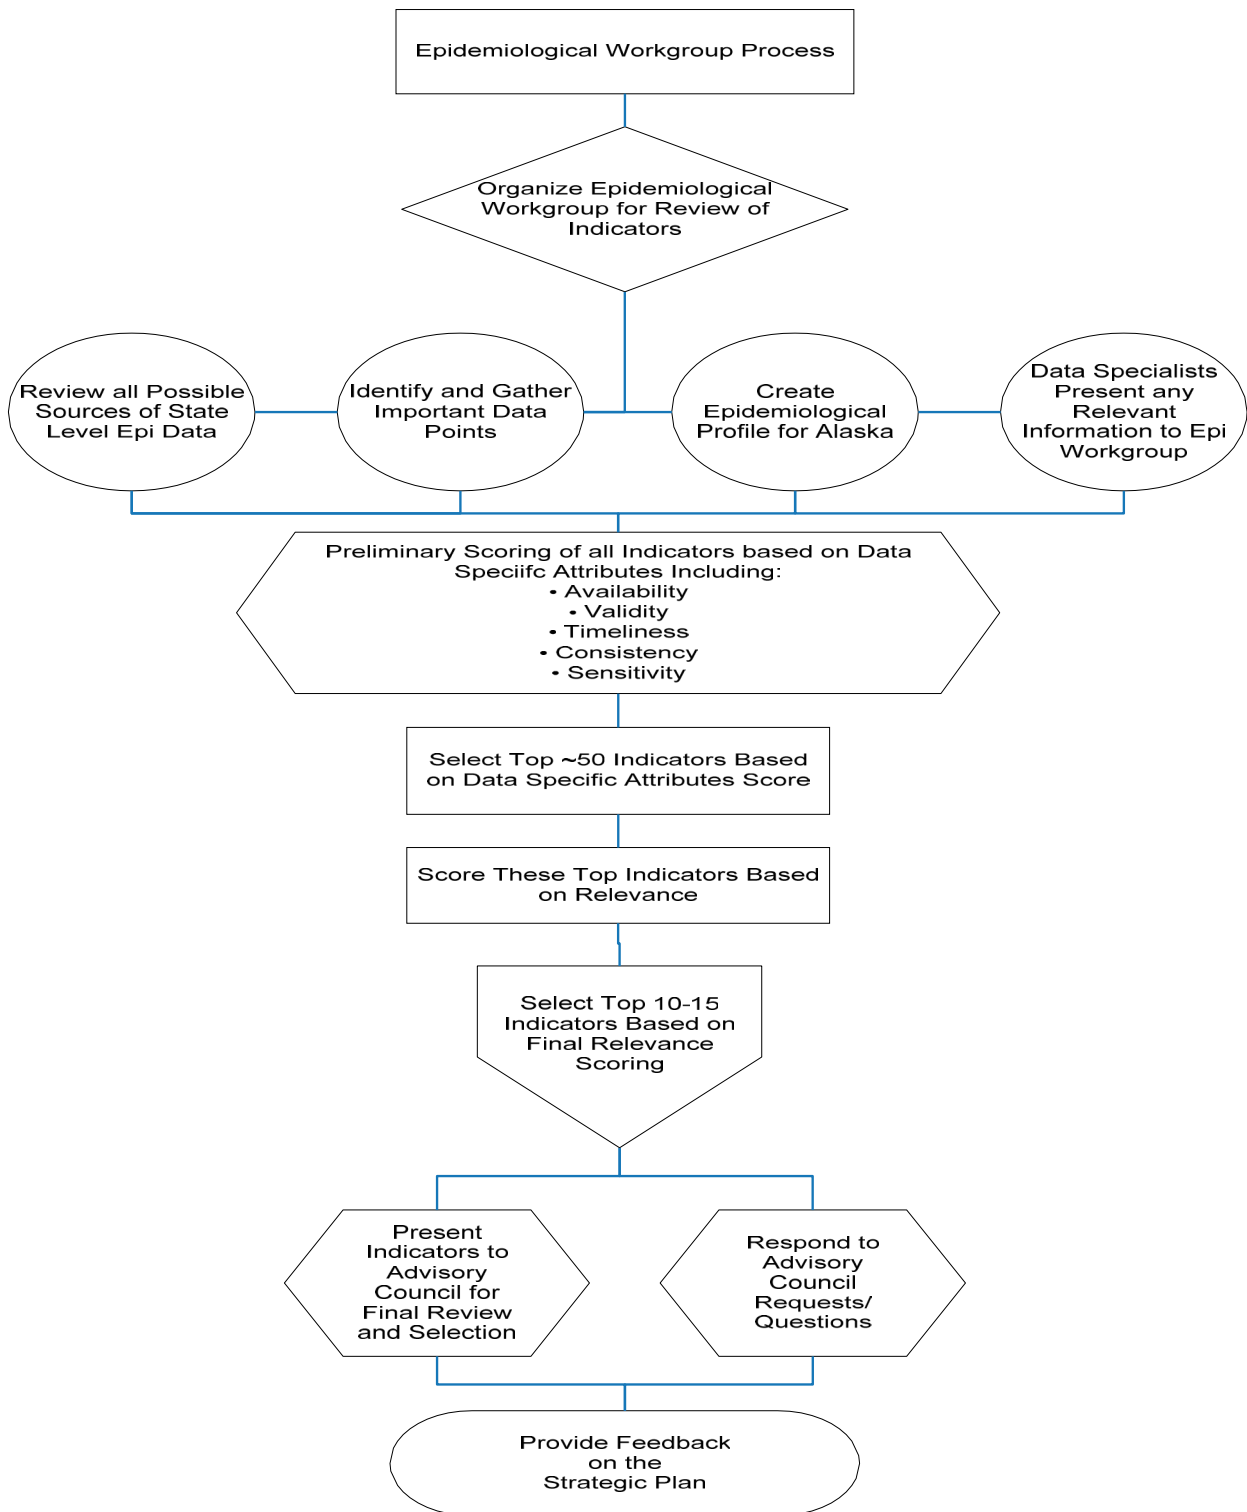 Epidemiological Workgroup Process
Organize Epidemiological
Workgroup for Review of
Indicators
Review all Possible
Sources of State
Level Epi Data
Identify and Gather
Important Data
Points
Create
Epidemiological
Profile for Alaska
Data Specialists
Present any
Relevant
Information to Epi
Workgroup
Preliminary Scoring of all Indicators based on Data
Speciifc Attributes Including:
• Availability
• Validity
• Timeliness
• Consistency
• Sensitivity
Select Top ~50 Indicators Based
on Data Specific Attributes Score
Score These Top Indicators Based
on Relevance
Select Top 10-15
Indicators Based on
Final Relevance
Scoring
Present
Indicators to
Advisory
Council for
Final Review
and Selection
Respond to
Advisory
Council
Requests/
Questions
Provide Feedback
on the
Strategic Plan